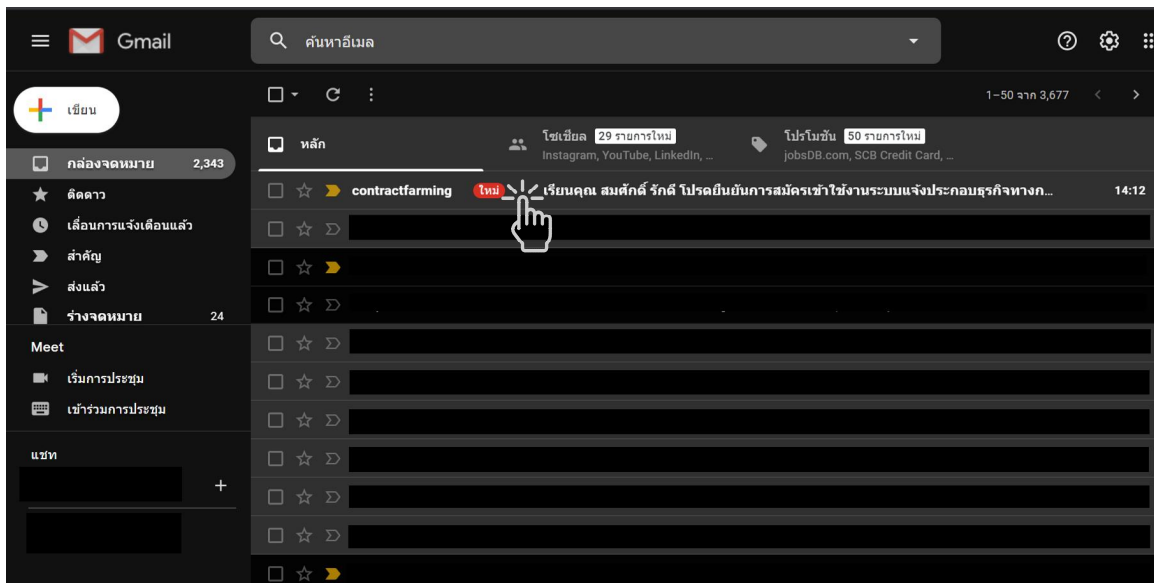 Gmail
ค้นหาอีเมล
เขียน
1–50 จาก 3,677
หลัก
โซเชียล 29 รายการใหม่
Instagram, YouTube, LinkedIn, ...
โปรโมชัน 50 รายการใหม่
jobsDB.com, SCB Credit Card, ...
กล่องจดหมาย 2,343
ติดดาว
เลื่อนการแจ้งเตือนแล้ว
สำคัญ
ส่งแล้ว
ร่างจดหมาย 24
Meet
เริ่มการประชุม
เข้าร่วมการประชุม
แชท
contractfarming ใหม่ เรียนคุณ สมศักดิ์ รักดี โปรดยืนยันการสมัครเข้าใช้งานระบบแจ้งประกอบธุรกิจทางก... 14:12